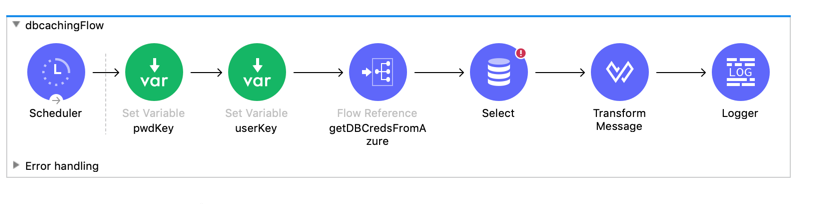 dbcachingFlow
var
var
LOG
Scheduler
Set Variable
pwdKey
Set Variable
userKey
Flow Reference
getDBCredsFromA
zure
Select
Transform
Message
Logger
Error handling